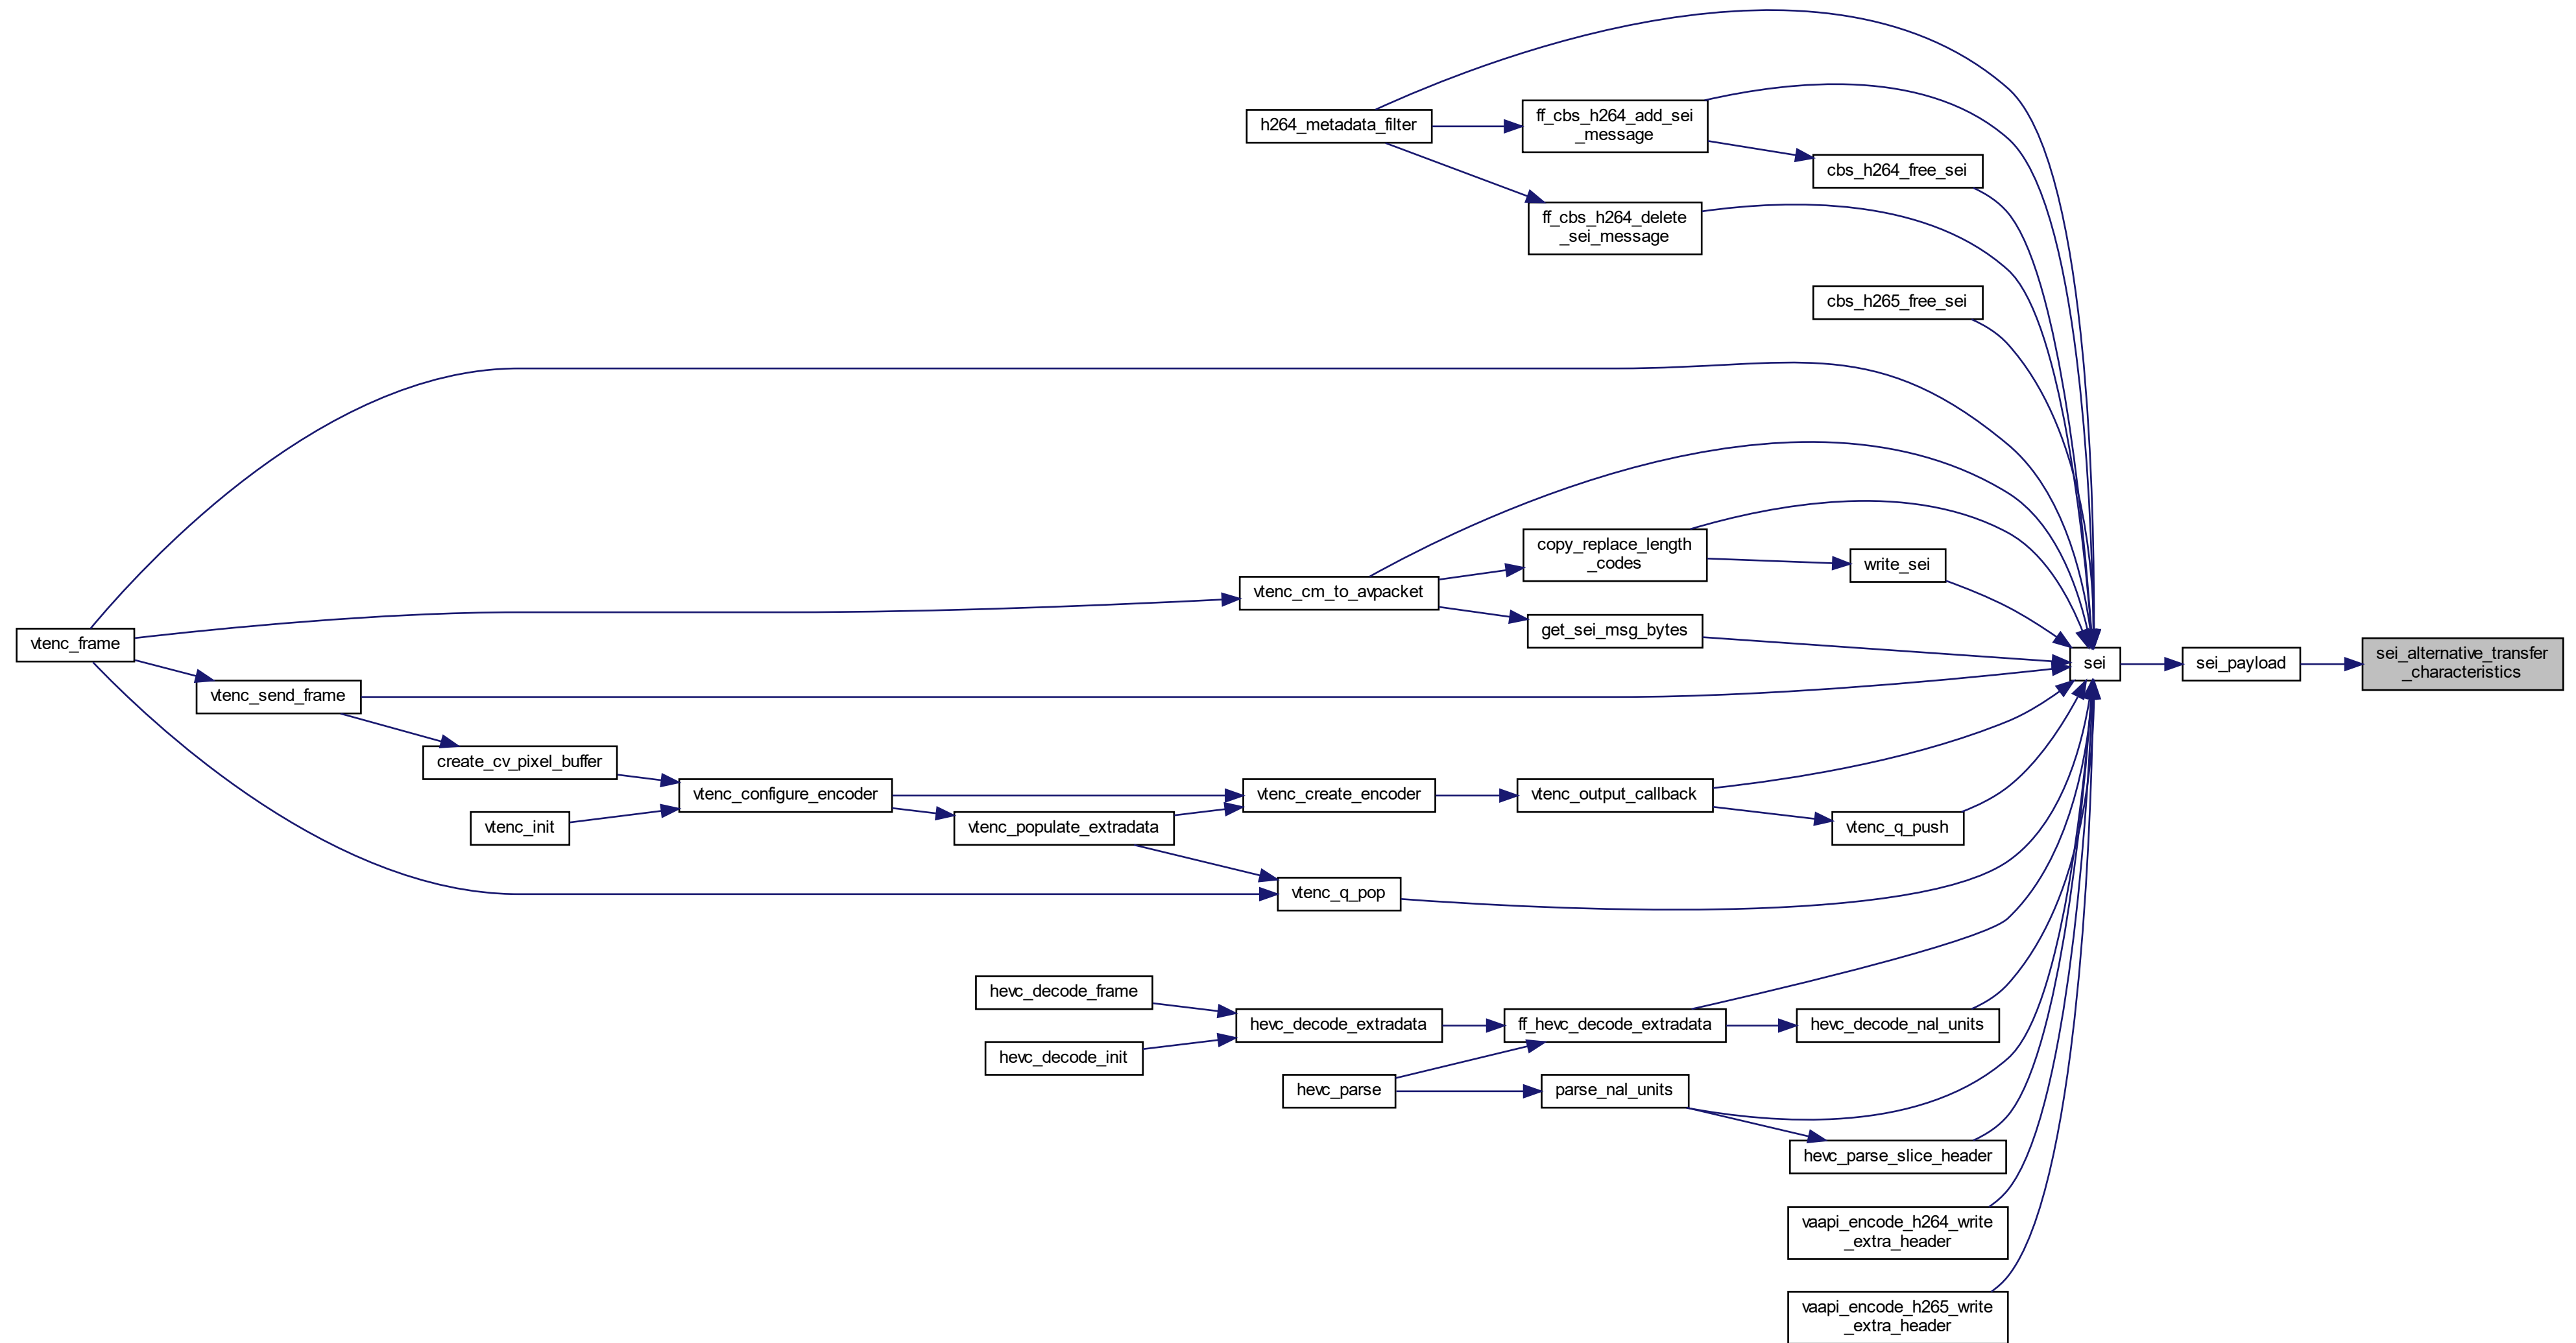 h264_metadata_filter
ff_cbs_h264_add_sei
_message
cbs_h264_free_sei
ff_cbs_h264_delete
_sei_message
cbs_h265_free_sei
copy_replace_length
_codes
write_sei
vtenc_cm_to_avpacket
get_sei_msg_bytes
vtenc_frame
sei
sei_payload
sei_alternative_transfer
_characteristics
vtenc_send_frame
create_cv_pixel_buffer
vtenc_configure_encoder
vtenc_create_encoder
vtenc_output_callback
vtenc_init
vtenc_populate_extradata
vtenc_q_push
vtenc_q_pop
hevc_decode_frame
hevc_decode_extradata
ff_hevc_decode_extradata
hevc_decode_nal_units
hevc_decode_init
hevc_parse
parse_nal_units
hevc_parse_slice_header
vaapi_encode_h264_write
_extra_header
vaapi_encode_h265_write
_extra_header